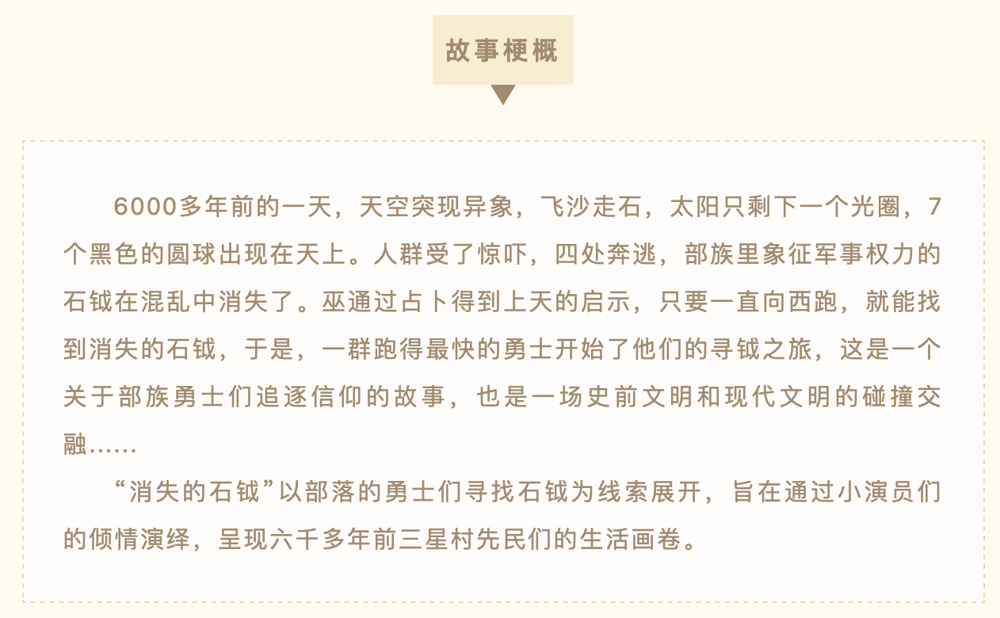 故事梗概
6000多年前的一天，天空突现异象，飞沙走石，太阳只剩下一个光圈，7
个黑色的圆球出现在天上。人群受了惊吓，四处奔逃，部族里象征军事权力的
石钺在混乱中消失了。巫通过占卜得到上天的启示，只要一直向西跑，就能找
到消失的石钺，于是，一群跑得最快的勇士开始了他们的寻钺之旅，这是一个
关于部族勇士们追逐信仰的故事，也是一场史前文明和现代文明的碰撞交
融……
“消失的石钺”以部落的勇士们寻找石钺为线索展开，旨在通过小演员们
的倾情演绎，呈现六千多年前三星村先民们的生活画卷。